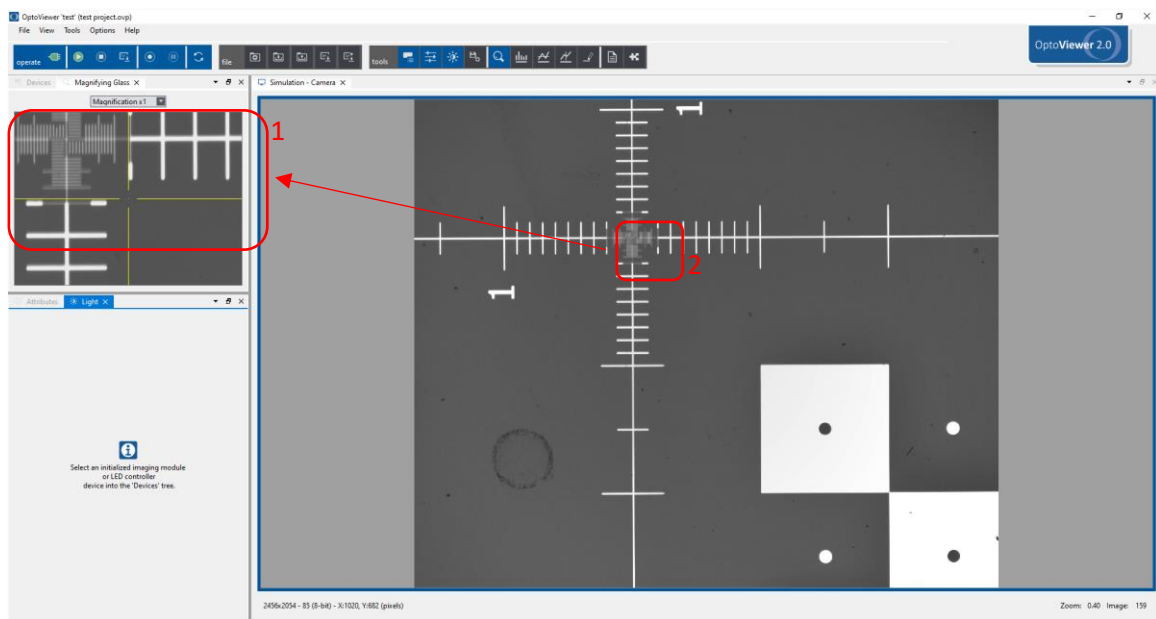 OptoViewer 'test' (test project.ovp)
File View Tools Options Help
operate
file
tools
OptoViewer 2.0
Devices Magnifying Glass
Simulation - Camera
Magnification x1
1
2
1
1
Attributes Light
Select an initialized imaging module
or LED controller
device into the 'Devices' tree.
2456x2054 - 85 (8-bit) - X:1020, Y:682 (pixels)
Zoom: 0.40 Image: 159